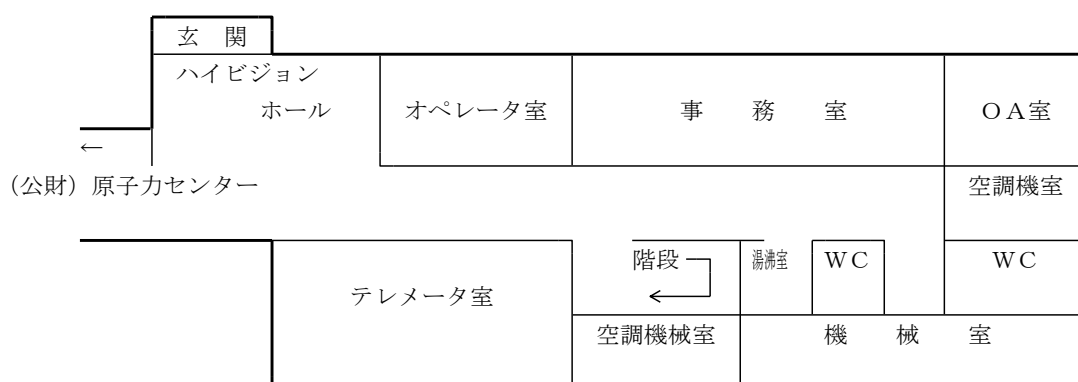 玄　関
ハイビジョン
ホール
オペレータ室
事　務　室
ＯＡ室
←
（公財）原子力センター
空調機室
階段
湯沸室
ＷＣ
ＷＣ
テレメータ室
空調機械室
機　械　室